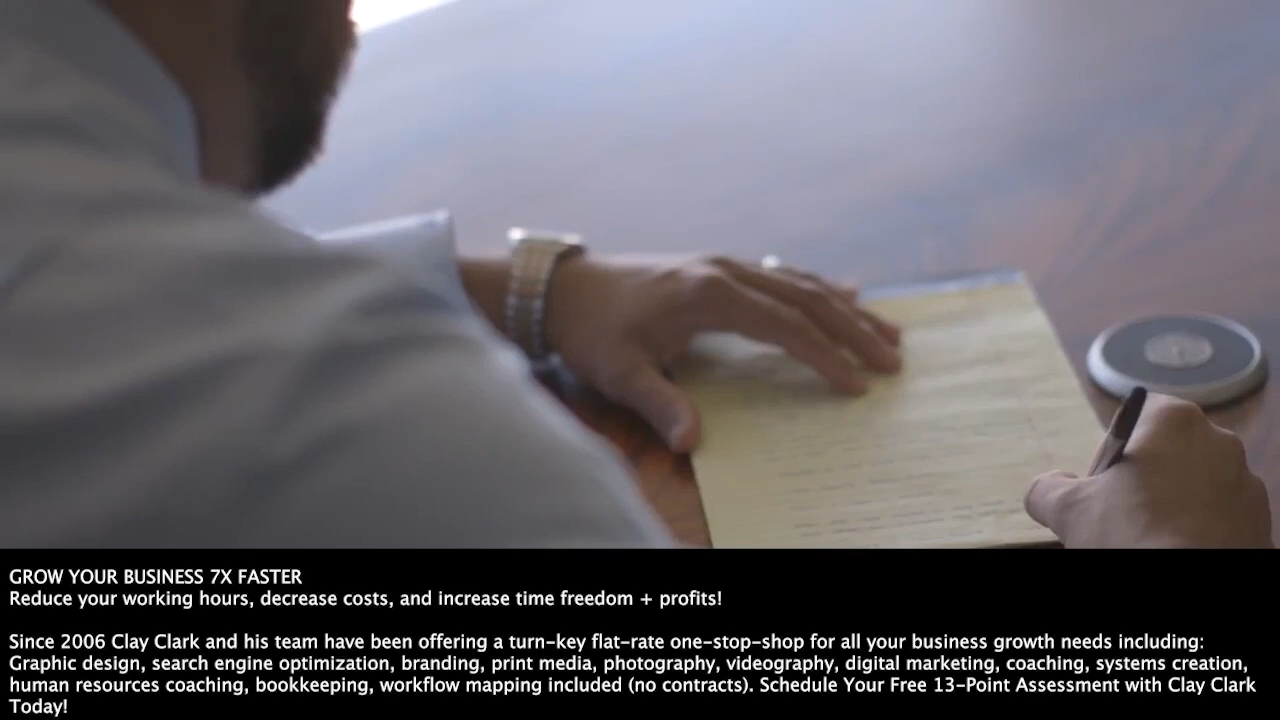 GROW YOUR BUSINESS 7X FASTER
Reduce your working hours, decrease costs, and increase time freedom + profits!
Since 2006 Clay Clark and his team have been offering a turn-key flat-rate one-stop-shop for all your business growth needs including:
Graphic design, search engine optimization, branding, print media, photography, videography, digital marketing, coaching, systems creation,
human resources coaching, bookkeeping, workflow mapping included (no contracts). Schedule Your Free 13-Point Assessment with Clay Clark
Today!